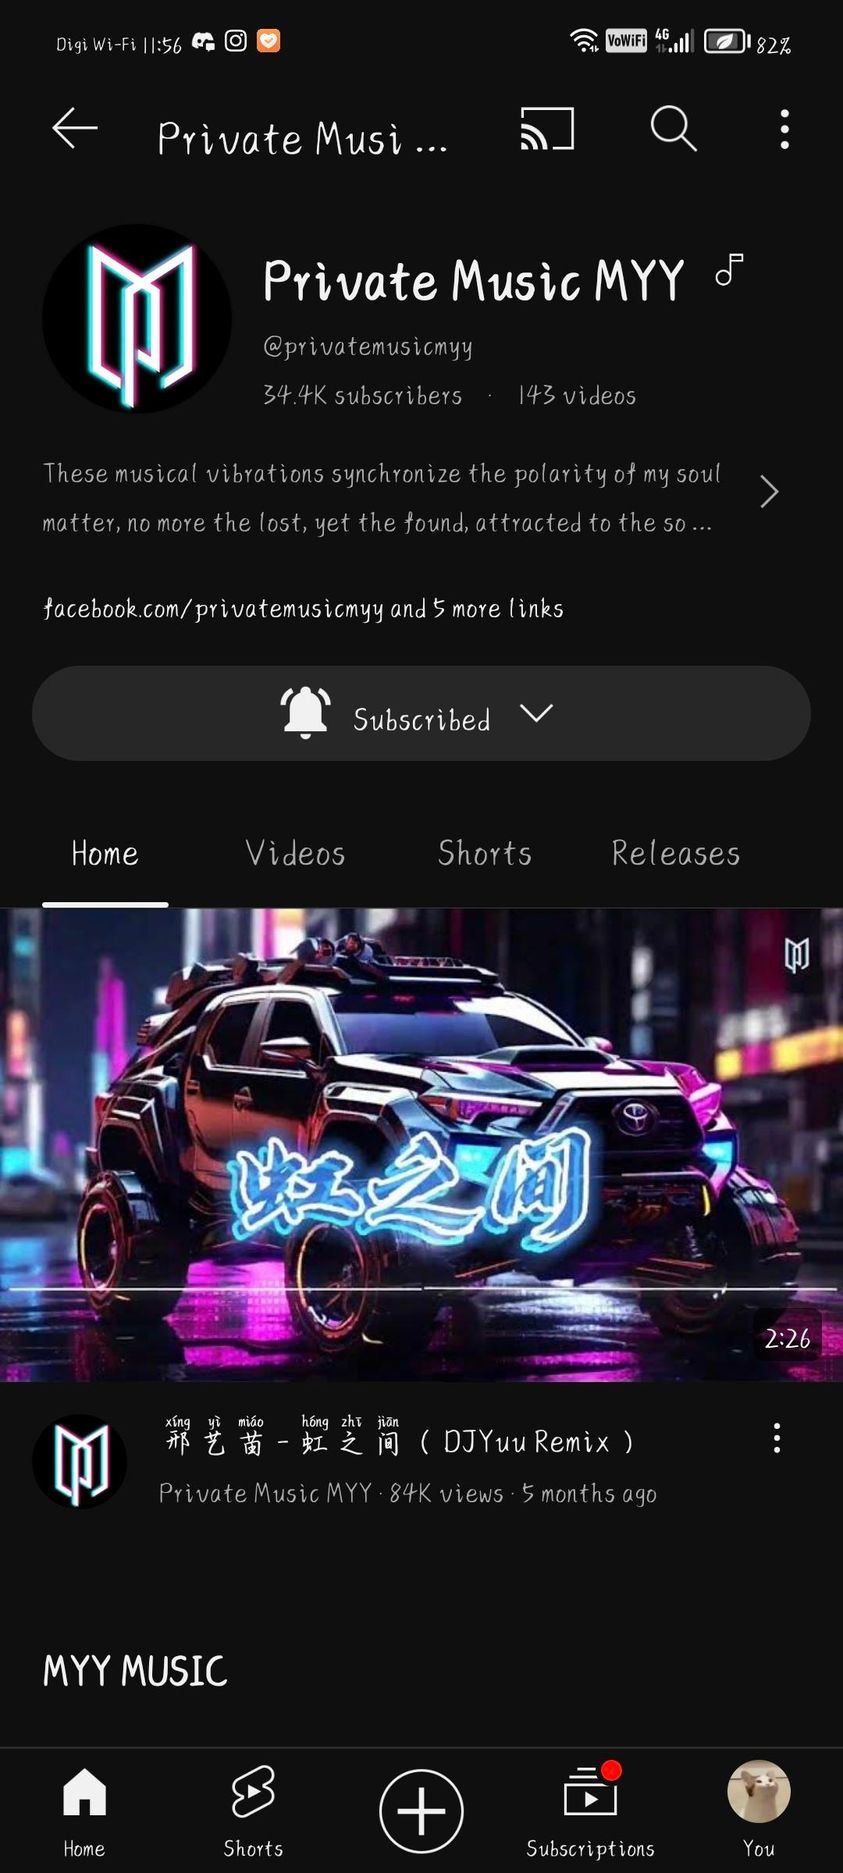 Digi Wi-Fi 11:56 VoWiFi 4G 82%
Private Musi ...
Private Music MYY
@privatemusicmyy
34.4K subscribers · 143 videos
These musical vibrations synchronize the polarity of my soul
matter, no more the lost, yet the found, attracted to the so ...
facebook.com/privatemusicmyy and 5 more links
Subscribed
Home Videos Shorts Releases
虹之间
2:26
xíng yì miáo hóng zhī jiān
邢艺苗 - 虹之间 ( DJYuu Remix )
Private Music MYY · 84K views · 5 months ago
MYY MUSIC
Home Shorts Subscriptions You